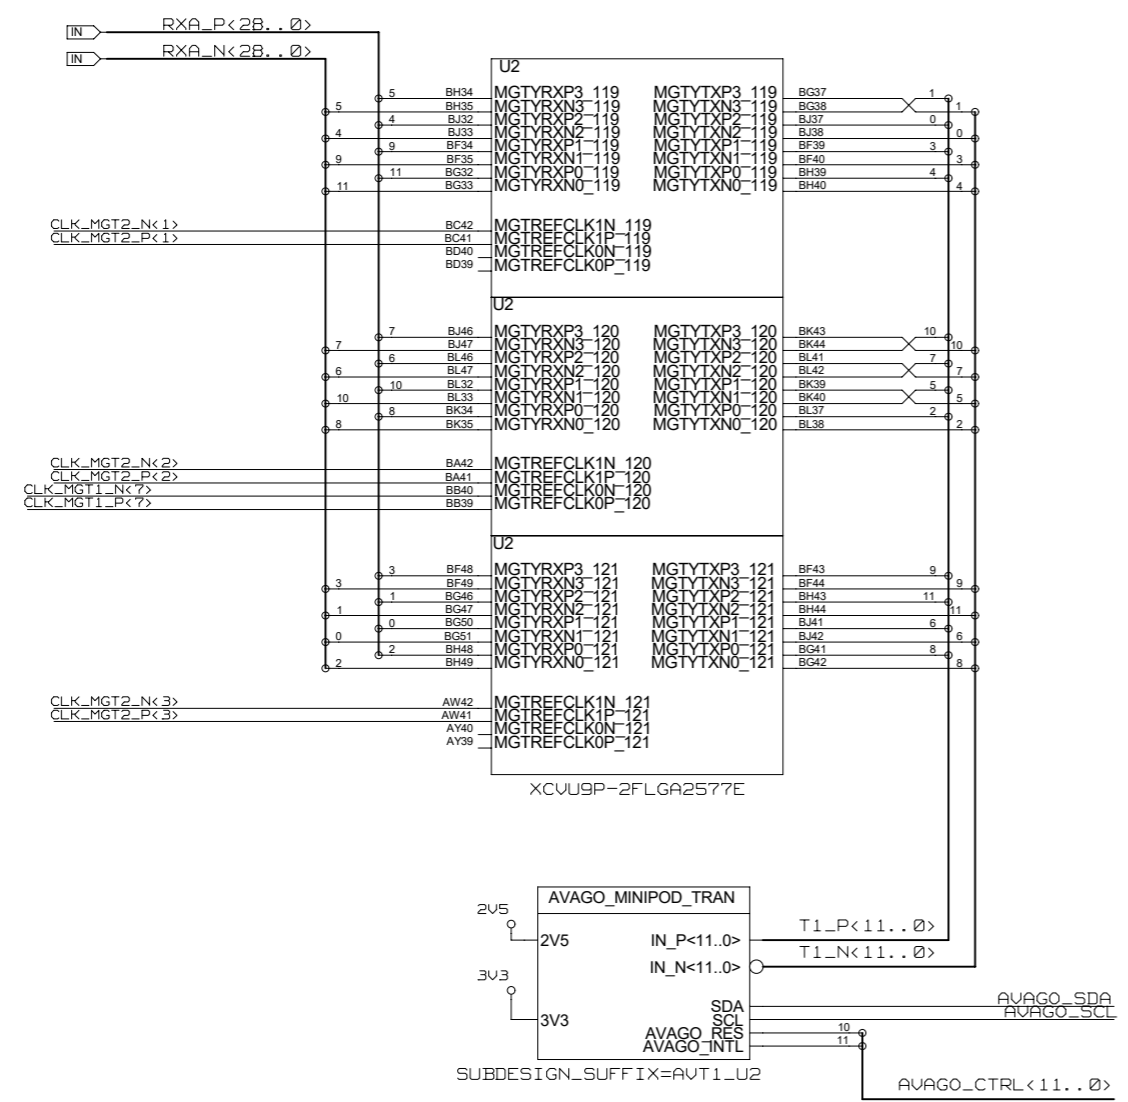 IN RXA_P<28..0>
IN RXA_N<28..0>
U2
5 BH34 MGTYRXP3_119 MGTYTXP3_119 BG37 1
5 BH35 MGTYRXN3_119 MGTYTXN3_119 BG38 1
4 BJ32 MGTYRXP2_119 MGTYTXP2_119 BJ37 0
4 BJ33 MGTYRXN2_119 MGTYTXN2_119 BJ38 0
9 BF34 MGTYRXP1_119 MGTYTXP1_119 BF39 3
9 BF35 MGTYRXN1_119 MGTYTXN1_119 BF40 3
11 BG32 MGTYRXP0_119 MGTYTXP0_119 BH39 4
11 BG33 MGTYRXN0_119 MGTYTXN0_119 BH40 4
CLK_MGT2_N<1> BC42 MGTREFCLK1N_119
CLK_MGT2_P<1> BC41 MGTREFCLK1P_119
BD40 MGTREFCLK0N_119
BD39 MGTREFCLK0P_119
U2
7 BJ46 MGTYRXP3_120 MGTYTXP3_120 BK43 10
7 BJ47 MGTYRXN3_120 MGTYTXN3_120 BK44 10
6 BL46 MGTYRXP2_120 MGTYTXP2_120 BL41 7
6 BL47 MGTYRXN2_120 MGTYTXN2_120 BL42 7
10 BL32 MGTYRXP1_120 MGTYTXP1_120 BK39 5
10 BL33 MGTYRXN1_120 MGTYTXN1_120 BK40 5
8 BK34 MGTYRXP0_120 MGTYTXP0_120 BL37 2
8 BK35 MGTYRXN0_120 MGTYTXN0_120 BL38 2
CLK_MGT2_N<2> BA42 MGTREFCLK1N_120
CLK_MGT2_P<2> BA41 MGTREFCLK1P_120
CLK_MGT1_N<7> BB40 MGTREFCLK0N_120
CLK_MGT1_P<7> BB39 MGTREFCLK0P_120
U2
3 BF48 MGTYRXP3_121 MGTYTXP3_121 BF43 9
3 BF49 MGTYRXN3_121 MGTYTXN3_121 BF44 9
1 BG46 MGTYRXP2_121 MGTYTXP2_121 BH43 11
1 BG47 MGTYRXN2_121 MGTYTXN2_121 BH44 11
0 BG50 MGTYRXP1_121 MGTYTXP1_121 BJ41 6
0 BG51 MGTYRXN1_121 MGTYTXN1_121 BJ42 6
2 BH48 MGTYRXP0_121 MGTYTXP0_121 BG41 8
2 BH49 MGTYRXN0_121 MGTYTXN0_121 BG42 8
CLK_MGT2_N<3> AW42 MGTREFCLK1N_121
CLK_MGT2_P<3> AW41 MGTREFCLK1P_121
AY40 MGTREFCLK0N_121
AY39 MGTREFCLK0P_121
XCVU9P-2FLGA2577E
AVAGO_MINIPOD_TRAN
2V5
2V5 IN_P<11..0> T1_P<11..0>
IN_N<11..0> T1_N<11..0>
3V3
SDA AVAGO_SDA
3V3 SCL AVAGO_SCL
AVAGO_RES 10
AVAGO_INTL 11
SUBDESIGN_SUFFIX=AVT1_U2
AVAGO_CTRL<11..0>